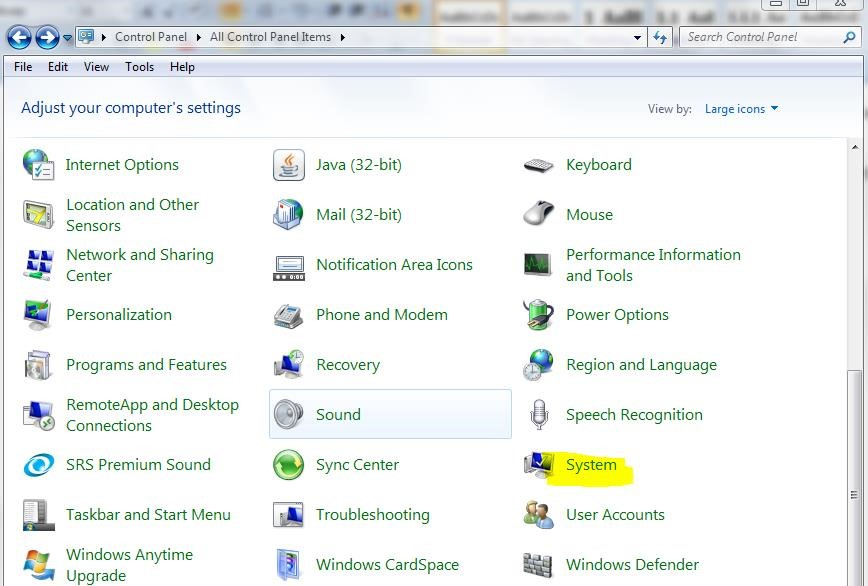 Control Panel
All Control Panel Items
Search Control Panel
File Edit View Tools Help
Adjust your computer's settings
View by: Large icons
Internet Options
Java (32-bit)
Keyboard
Location and Other
Sensors
Mail (32-bit)
Mouse
Network and Sharing
Center
Notification Area Icons
Performance Information
and Tools
Personalization
Phone and Modem
Power Options
Programs and Features
Recovery
Region and Language
RemoteApp and Desktop
Connections
Sound
Speech Recognition
SRS Premium Sound
Sync Center
System
Taskbar and Start Menu
Troubleshooting
User Accounts
Windows Anytime
Upgrade
Windows CardSpace
Windows Defender